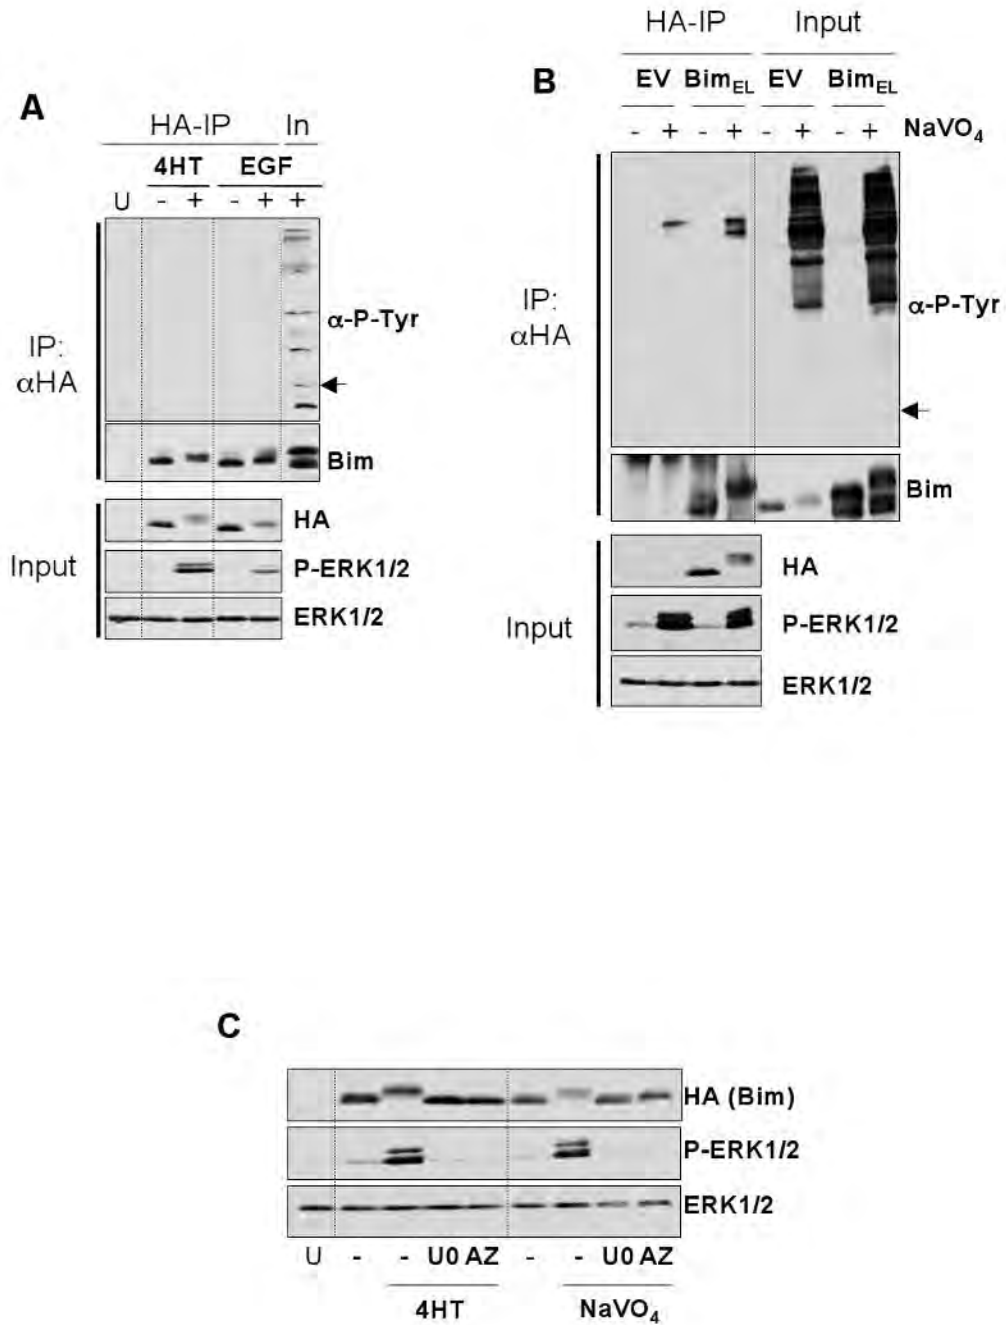 A
HA-IP In
4HT EGF
U - + - + +
α-P-Tyr
IP:
αHA
Bim
HA
Input
P-ERK1/2
ERK1/2
HA-IP Input
B
EV BimEL EV BimEL
- + - + - + - + NaVO4
IP:
αHA
α-P-Tyr
Bim
HA
P-ERK1/2
Input
ERK1/2
C
HA (Bim)
P-ERK1/2
ERK1/2
U - - U0 AZ - - U0 AZ
4HT NaVO4